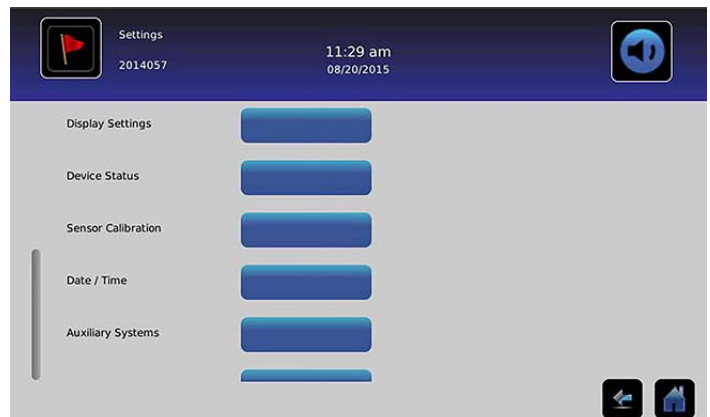 Settings
2014057
11:29 am
08/20/2015
Display Settings
Device Status
Sensor Calibration
Date / Time
Auxiliary Systems